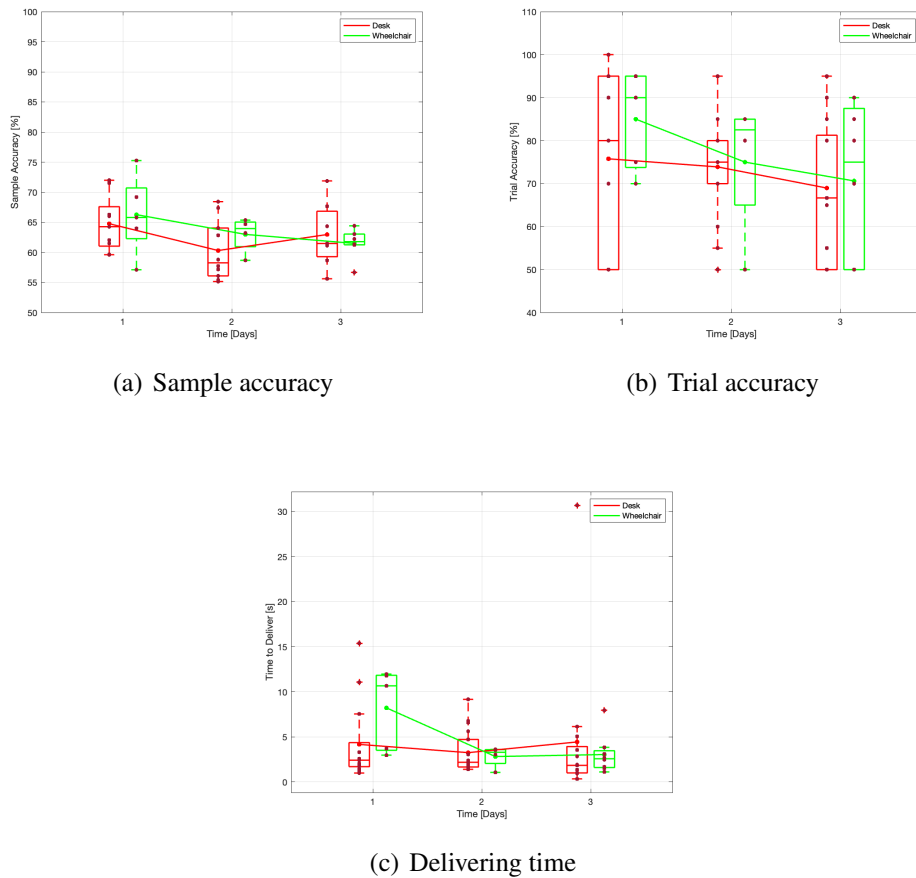 100
95
90
85
80
75
70
65
60
55
50
Sample Accuracy [%]
1
2
3
Time [Days]
Desk
Wheelchair
(a) Sample accuracy
110
100
90
80
70
60
50
40
Trial Accuracy [%]
1
2
3
Time [Days]
Desk
Wheelchair
(b) Trial accuracy
30
25
20
15
10
5
0
Time to Deliver [s]
1
2
3
Time [Days]
Desk
Wheelchair
(c) Delivering time